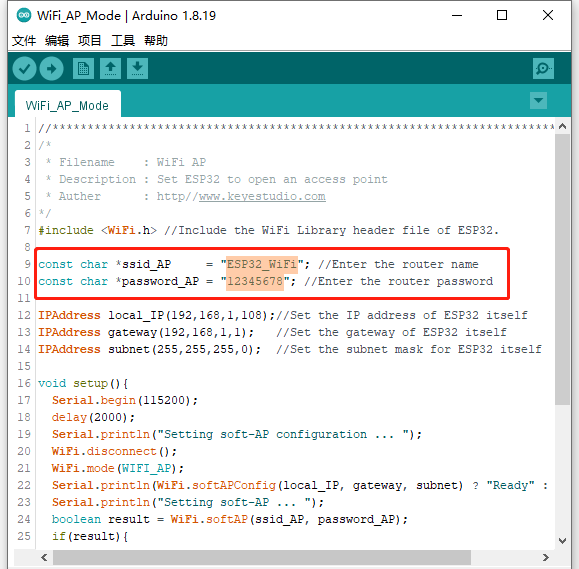 WiFi_AP_Mode | Arduino 1.8.19
文件 编辑 项目 工具 帮助
WiFi_AP_Mode
1 //************************************************************************
2 /*
3  * Filename    : WiFi AP
4  * Description : Set ESP32 to open an access point
5  * Auther      : http//www.keyestudio.com
6 */
7 #include <WiFi.h> //Include the WiFi Library header file of ESP32.
8
9 const char *ssid_AP     = "ESP32_WiFi"; //Enter the router name
10 const char *password_AP = "12345678"; //Enter the router password
11
12 IPAddress local_IP(192,168,1,108);//Set the IP address of ESP32 itself
13 IPAddress gateway(192,168,1,1);   //Set the gateway of ESP32 itself
14 IPAddress subnet(255,255,255,0);  //Set the subnet mask for ESP32 itself
15
16 void setup(){
17   Serial.begin(115200);
18   delay(2000);
19   Serial.println("Setting soft-AP configuration ... ");
20   WiFi.disconnect();
21   WiFi.mode(WIFI_AP);
22   Serial.println(WiFi.softAPConfig(local_IP, gateway, subnet) ? "Ready" :
23   Serial.println("Setting soft-AP ... ");
24   boolean result = WiFi.softAP(ssid_AP, password_AP);
25   if(result){